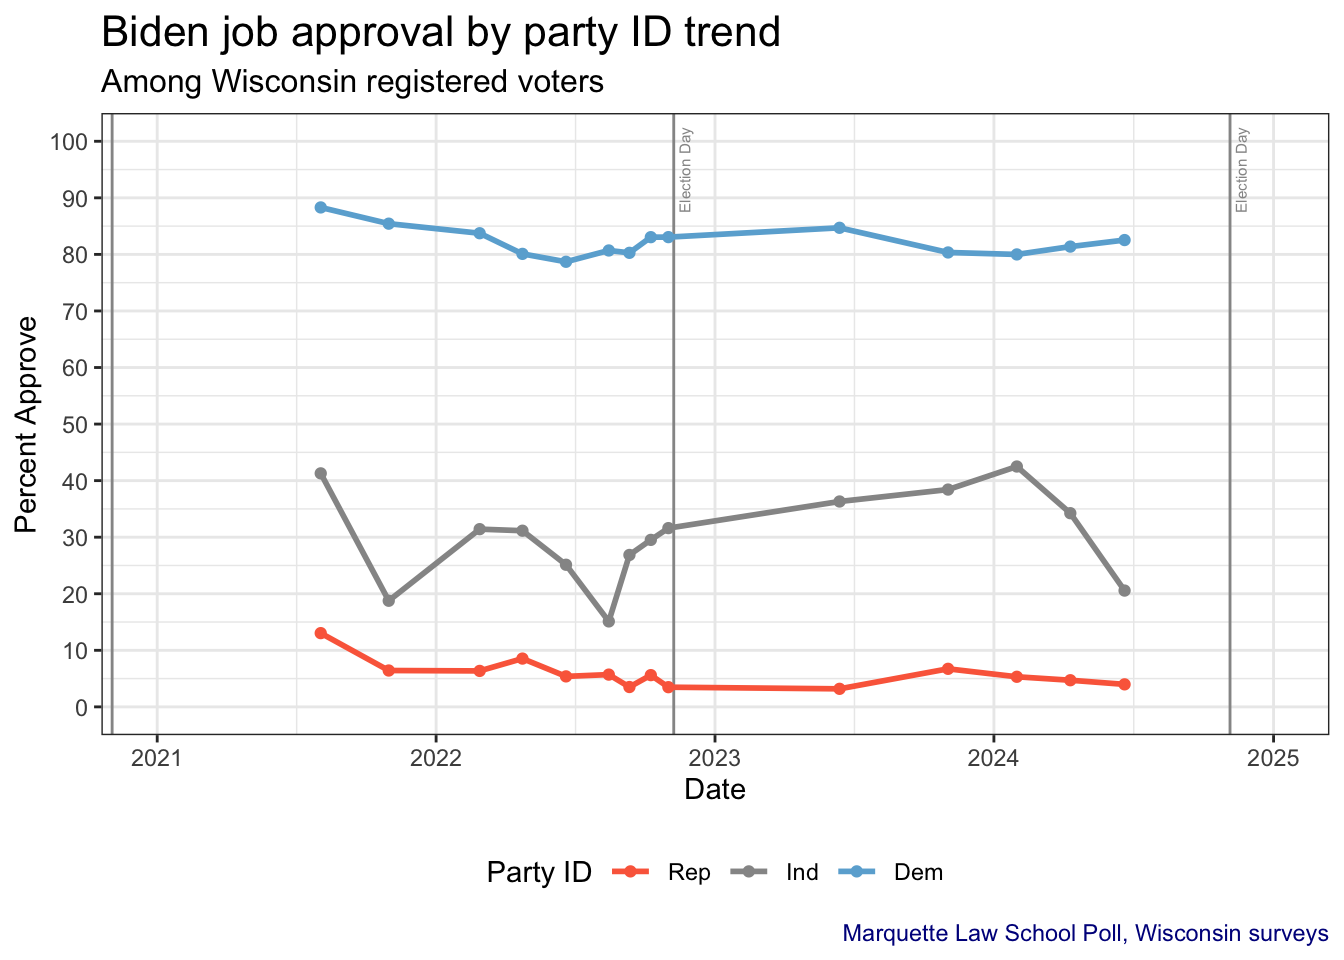 Biden job approval by party ID trend
Among Wisconsin registered voters
Percent Approve
100
90
80
70
60
50
40
30
20
10
0
Election Day
Election Day
2021 2022 2023 2024 2025
Date
Party ID Rep Ind Dem
Marquette Law School Poll, Wisconsin surveys